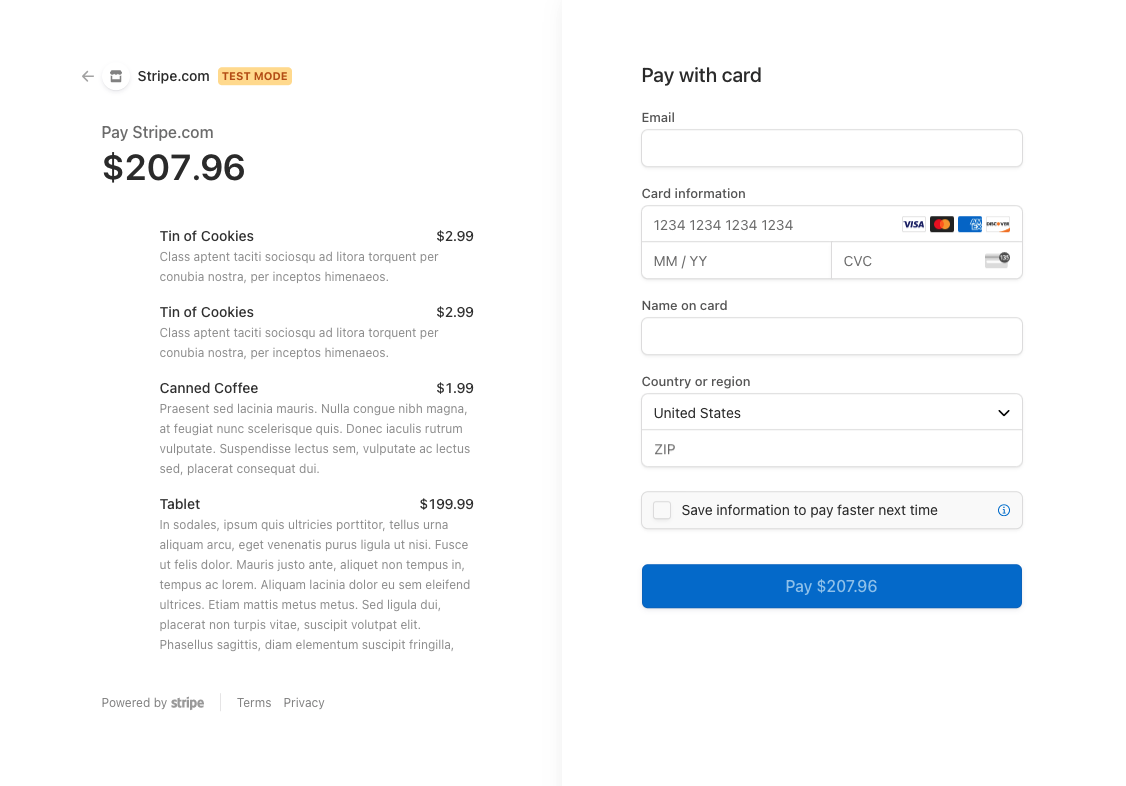 Stripe.com TEST MODE
Pay Stripe.com
$207.96
Tin of Cookies $2.99
Class aptent taciti sociosqu ad litora torquent per
conubia nostra, per inceptos himenaeos.
Tin of Cookies $2.99
Class aptent taciti sociosqu ad litora torquent per
conubia nostra, per inceptos himenaeos.
Canned Coffee $1.99
Praesent sed lacinia mauris. Nulla congue nibh magna,
at feugiat nunc scelerisque quis. Donec iaculis rutrum
vulputate. Suspendisse lectus sem, vulputate ac lectus
sed, placerat consequat dui.
Tablet $199.99
In sodales, ipsum quis ultricies porttitor, tellus urna
aliquam arcu, eget venenatis purus ligula ut nisi. Fusce
ut felis dolor. Mauris justo ante, aliquet non tempus in,
tempus ac lorem. Aliquam lacinia dolor eu sem eleifend
ultrices. Etiam mattis metus metus. Sed ligula dui,
placerat non turpis vitae, suscipit volutpat elit.
Phasellus sagittis, diam elementum suscipit fringilla,
Powered by stripe Terms Privacy
Pay with card
Email
Card information
1234 1234 1234 1234 VISA AMEX DISCOVER
MM / YY CVC 135
Name on card
Country or region
United States
ZIP
Save information to pay faster next time
Pay $207.96